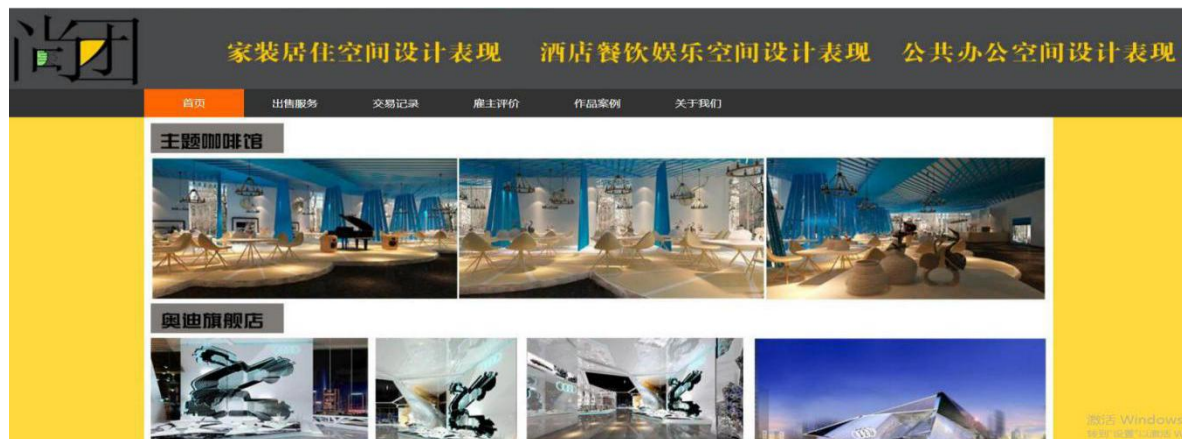 尚团
家装居住空间设计表现 酒店餐饮娱乐空间设计表现 公共办公空间设计表现
首页 出售服务 交易记录 雇主评价 作品案例 关于我们
主题咖啡馆
奥迪旗舰店
激活 Windows